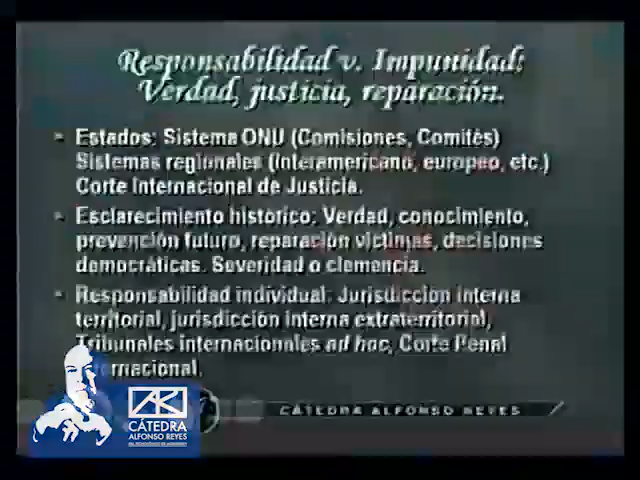 Responsabilidad v. Impunidad:
Verdad, justicia, reparación.
Estados: Sistema ONU (Comisiones, Comités)
Sistemas regionales (Interamericano, europeo, etc.)
Corte Internacional de Justicia.
Esclarecimiento histórico: Verdad, conocimiento,
prevención futuro, reparación víctimas, decisiones
democráticas. Severidad o clemencia.
Responsabilidad individual: Jurisdicción interna
territorial, jurisdicción interna extraterritorial,
Tribunales internacionales ad hoc, Corte Penal
nternacional.
CÁTEDRA ALFONSO REYES
CÁTEDRA
ALFONSO REYES